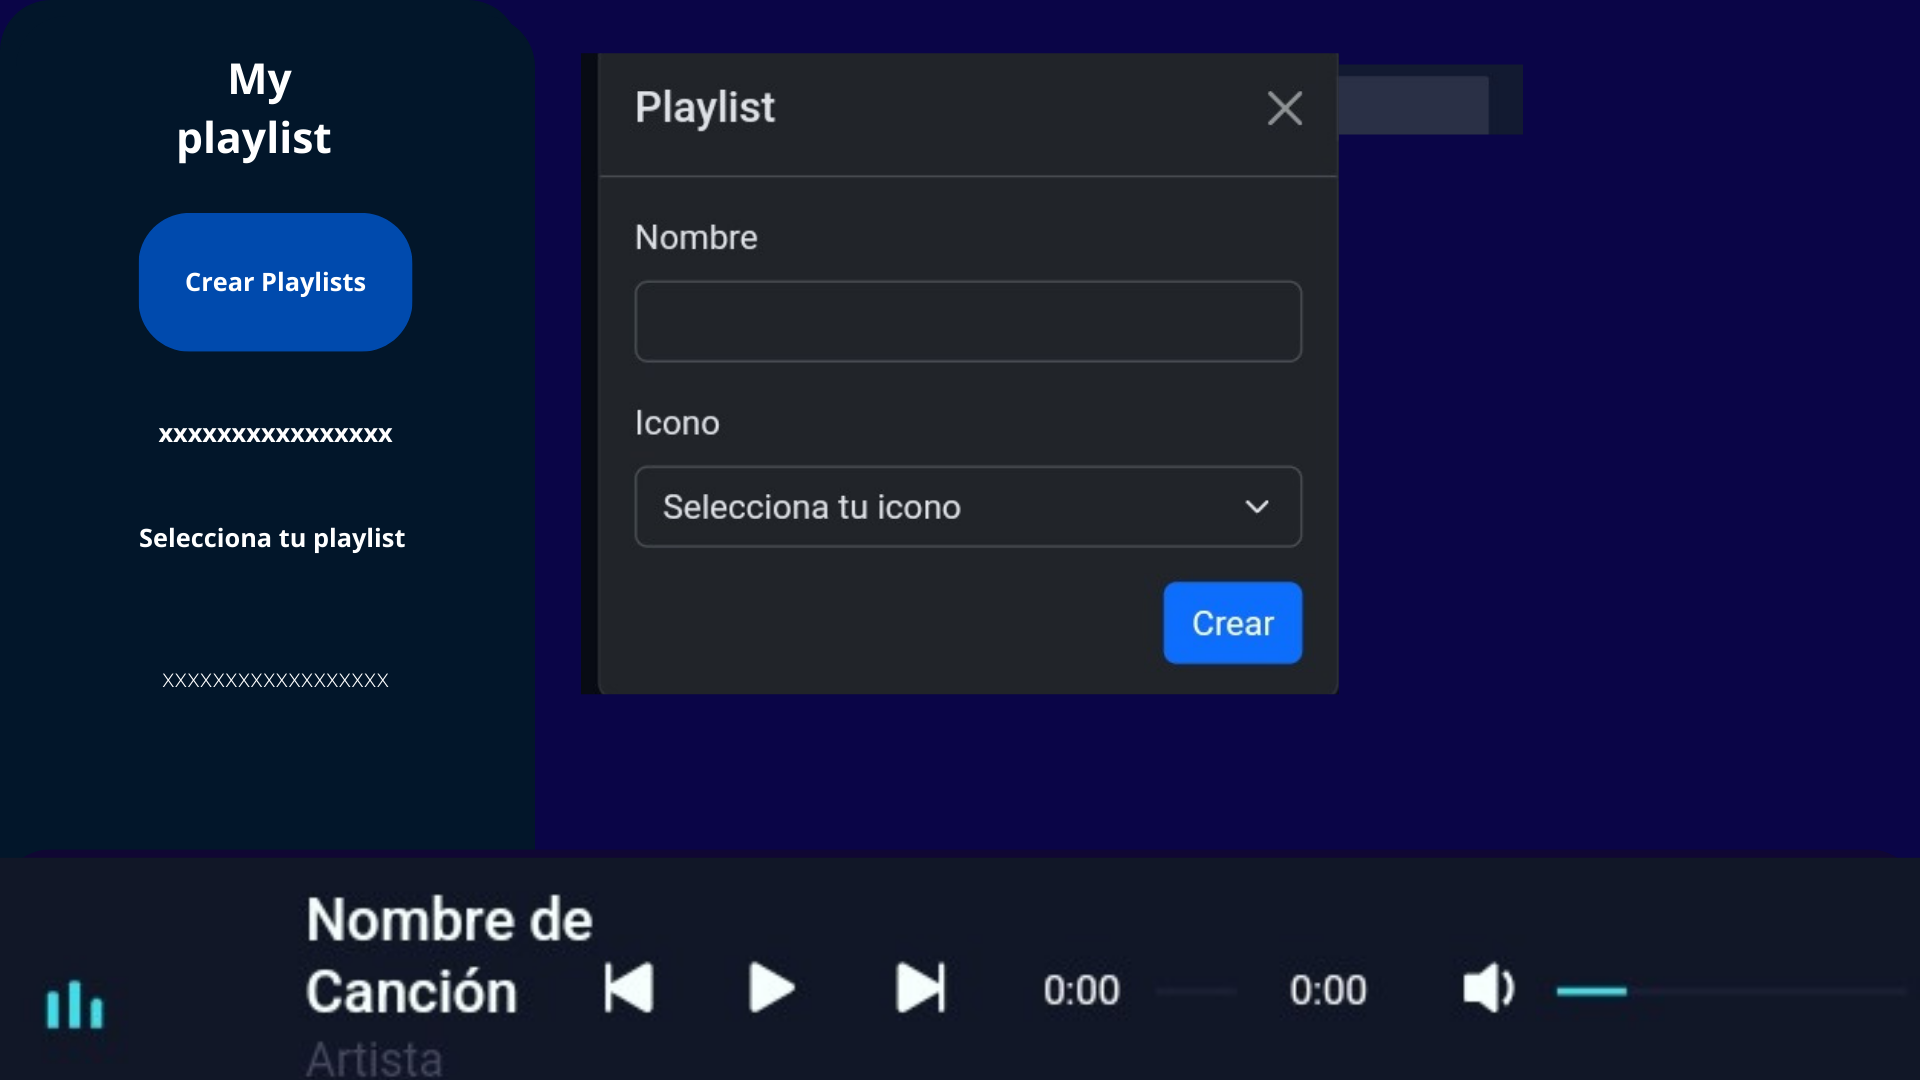 My
playlist
Crear Playlists
xxxxxxxxxxxxxxxx
Selecciona tu playlist
xxxxxxxxxxxxxxxxxx
Playlist
Nombre
Icono
Selecciona tu icono
Crear
Nombre de
Canción
Artista
0:00
0:00